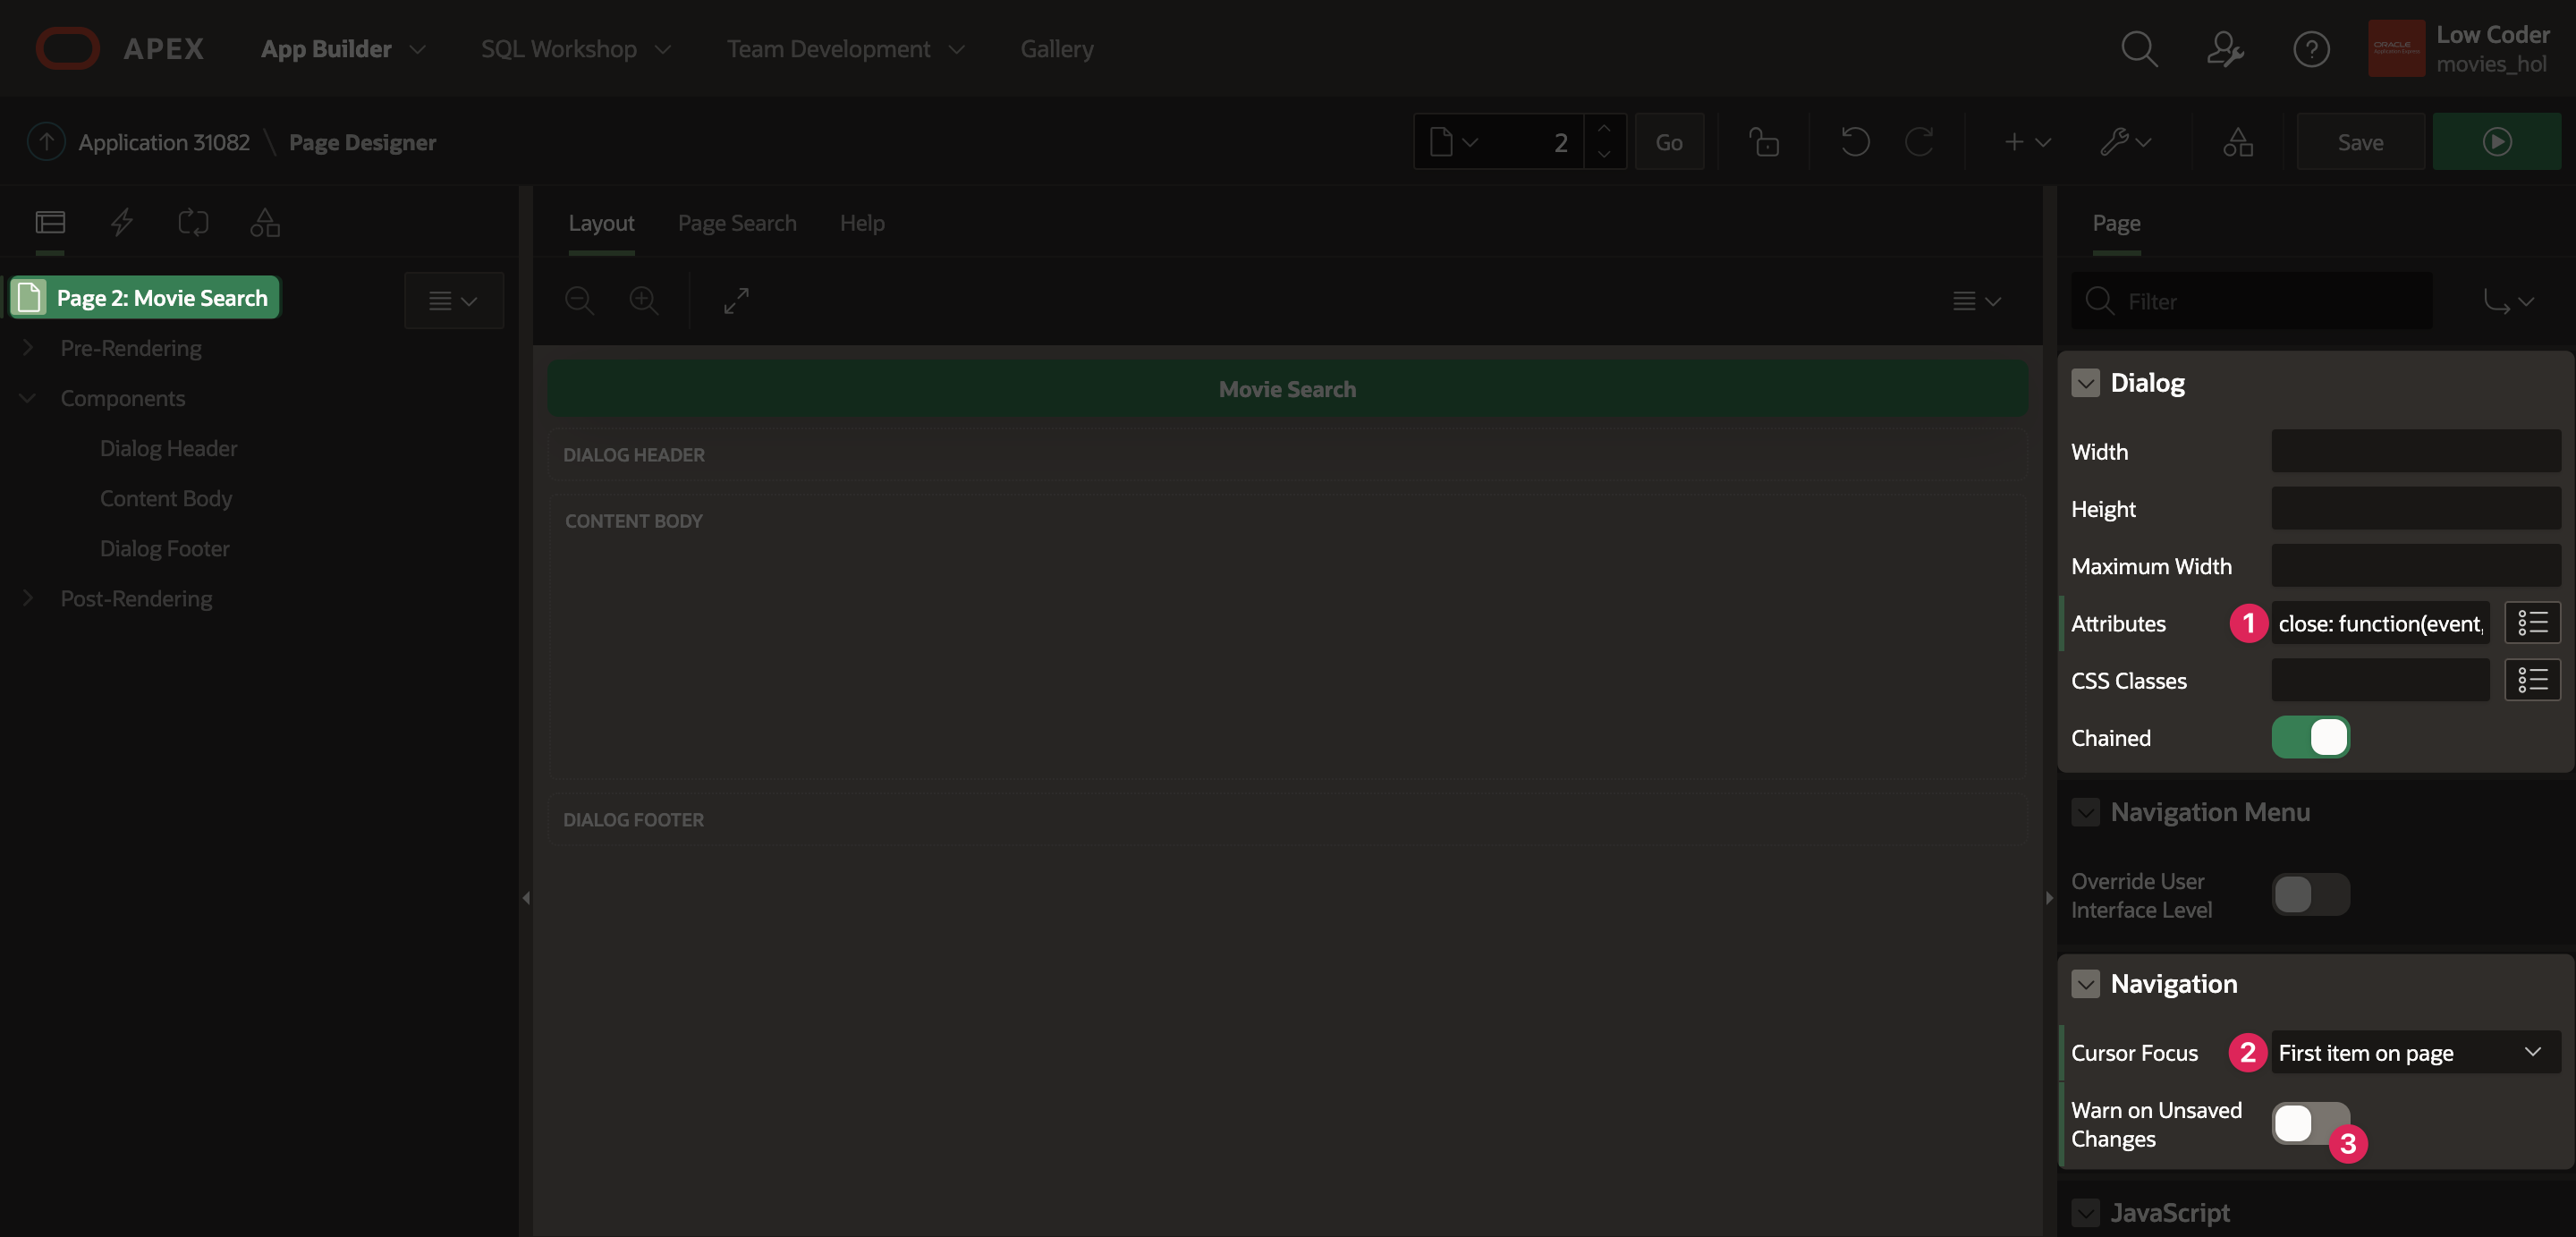 APEX App Builder SQL Workshop Team Development Gallery
ORACLE
Low Coder
movies_hol
Application 31082 \ Page Designer
2 Go Save
Layout Page Search Help
Page
Page 2: Movie Search
Filter
Pre-Rendering
Components
Dialog Header
Content Body
Dialog Footer
Post-Rendering
Movie Search
DIALOG HEADER
CONTENT BODY
DIALOG FOOTER
Dialog
Width
Height
Maximum Width
Attributes 1 close: function(event,
CSS Classes
Chained
Navigation Menu
Override User
Interface Level
Navigation
Cursor Focus 2 First item on page
Warn on Unsaved
Changes
3
JavaScript